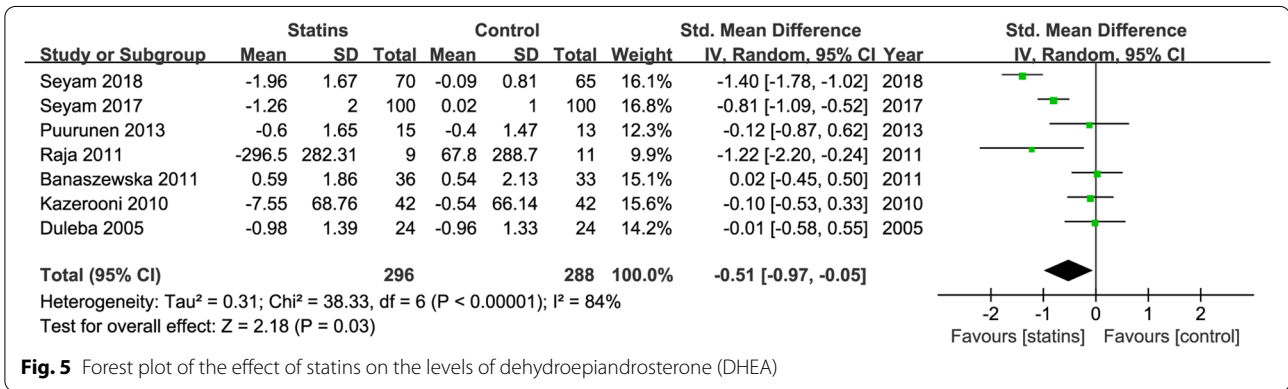 Statins Control Std. Mean Difference Std. Mean Difference
Study or Subgroup Mean SD Total Mean SD Total Weight IV, Random, 95% CI Year IV, Random, 95% CI
Seyam 2018 -1.96 1.67 70 -0.09 0.81 65 16.1% -1.40 [-1.78, -1.02] 2018
Seyam 2017 -1.26 2 100 0.02 1 100 16.8% -0.81 [-1.09, -0.52] 2017
Puurunen 2013 -0.6 1.65 15 -0.4 1.47 13 12.3% -0.12 [-0.87, 0.62] 2013
Raja 2011 -296.5 282.31 9 67.8 288.7 11 9.9% -1.22 [-2.20, -0.24] 2011
Banaszewska 2011 0.59 1.86 36 0.54 2.13 33 15.1% 0.02 [-0.45, 0.50] 2011
Kazerooni 2010 -7.55 68.76 42 -0.54 66.14 42 15.6% -0.10 [-0.53, 0.33] 2010
Duleba 2005 -0.98 1.39 24 -0.96 1.33 24 14.2% -0.01 [-0.58, 0.55] 2005
Total (95% CI) 296 288 100.0% -0.51 [-0.97, -0.05]
Heterogeneity: Tau² = 0.31; Chi² = 38.33, df = 6 (P < 0.00001); I² = 84%
Test for overall effect: Z = 2.18 (P = 0.03)
-2 -1 0 1 2
Favours [statins] Favours [control]
Fig. 5 Forest plot of the effect of statins on the levels of dehydroepiandrosterone (DHEA)